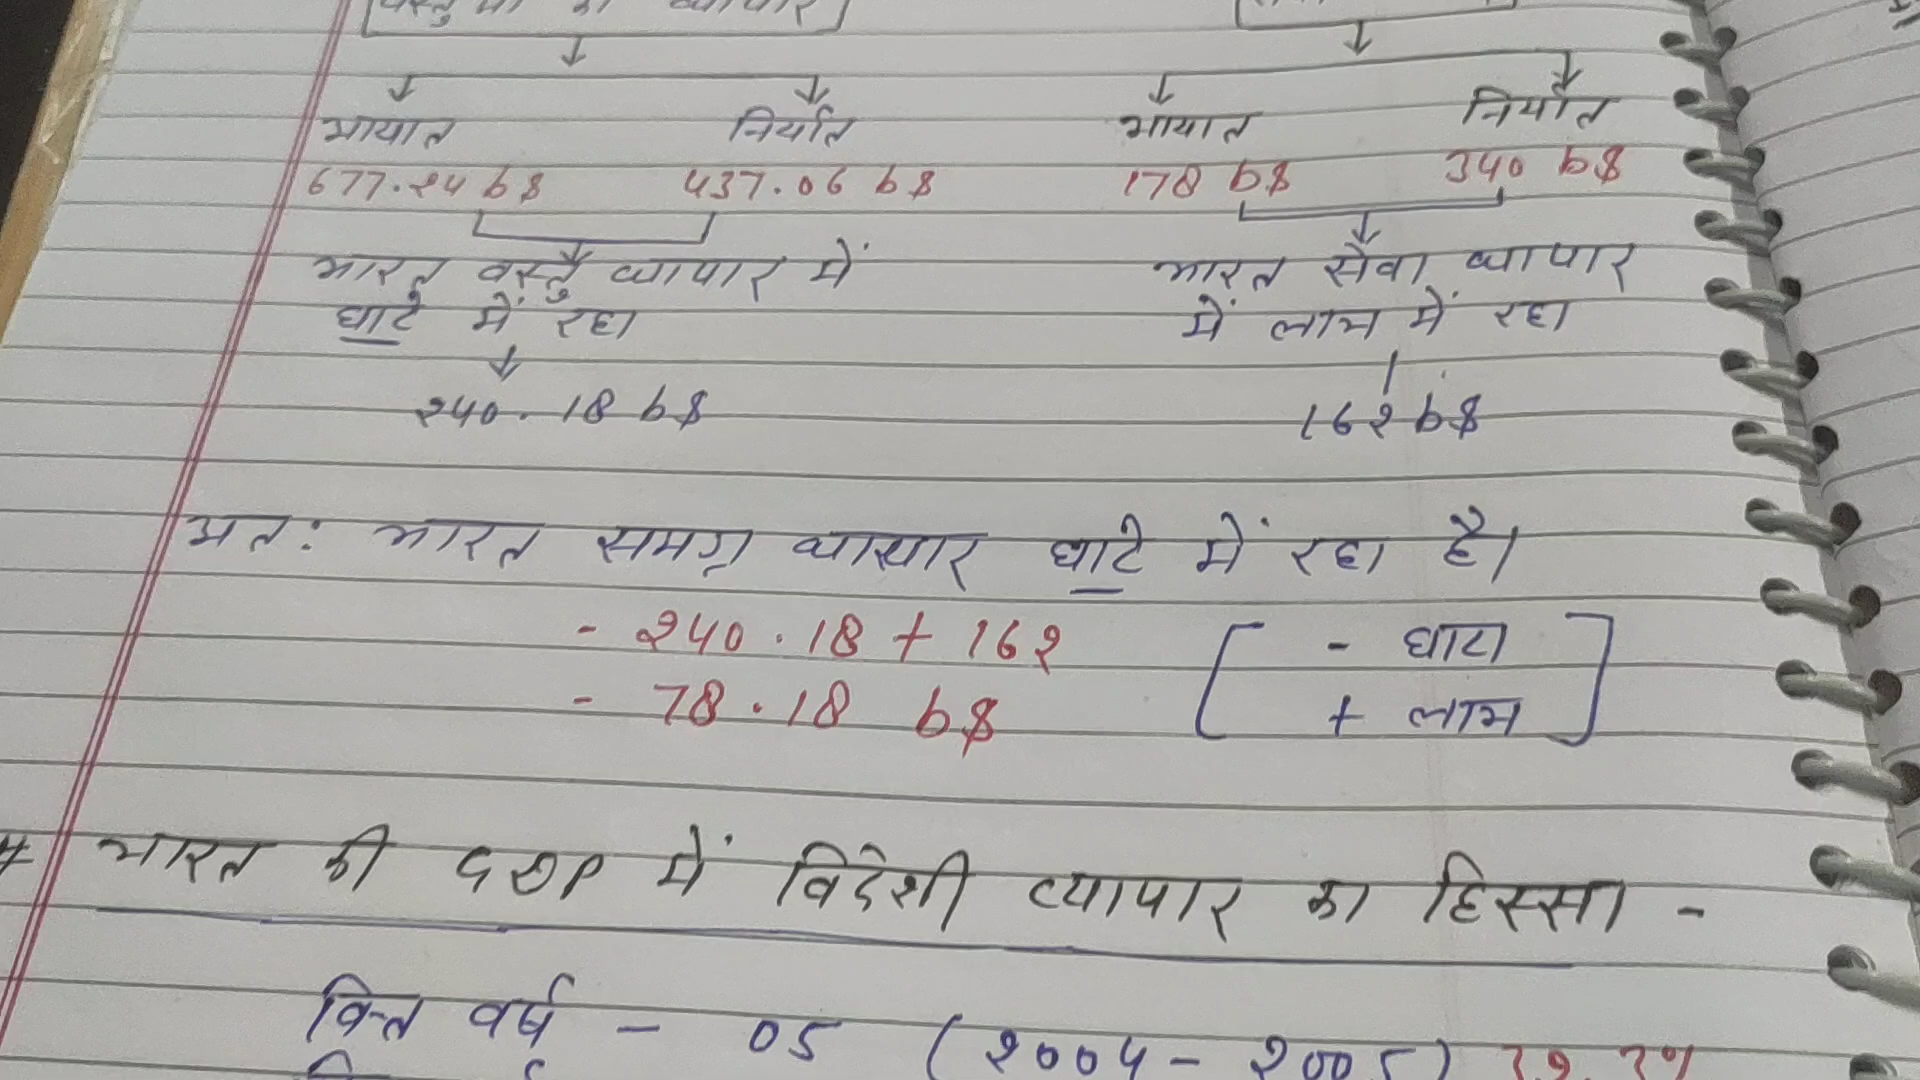 वस्तुओं का व्यापार
आयात निर्यात आयात निर्यात
677.24 b$ 437.06 b$ 178 b$ 340 b$
भारत वस्तु व्यापार में भारत सेवा व्यापार
घाटे में रहा में लाभ में रहा
240.18 b$ 162 b$
अतः भारत समग्र व्यापार घाटे में रहा है।
- 240.18 + 162 [ - घाटा
- 78.18 b$ + लाभ ]
# भारत की GDP में विदेशी व्यापार का हिस्सा -
वित्त वर्ष - 05 (2004-2005)